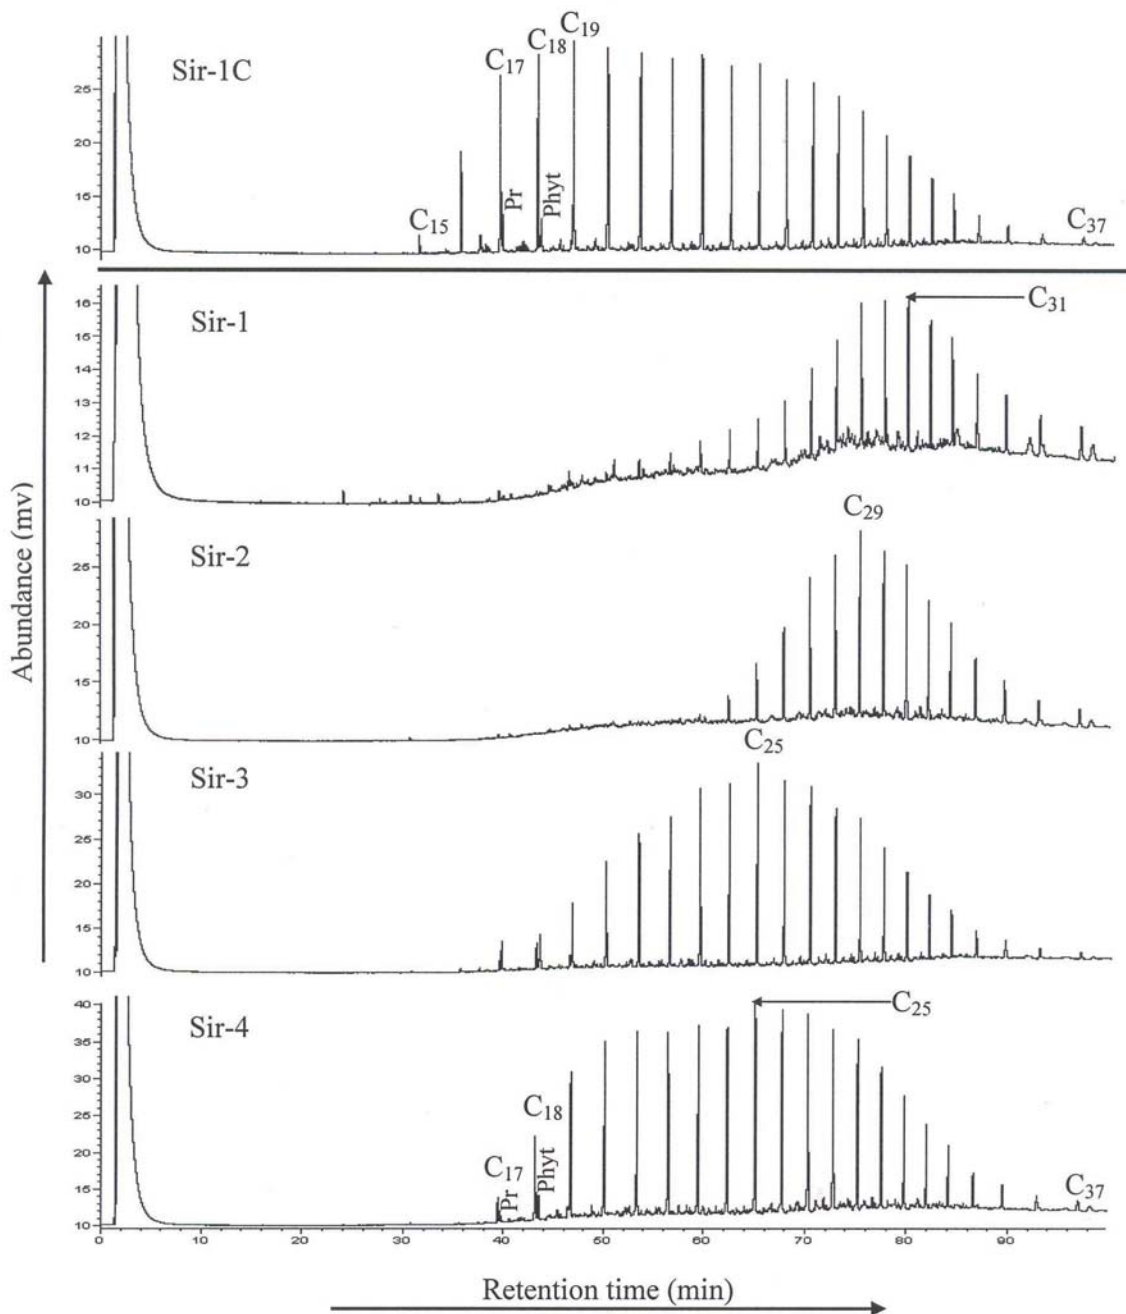 C19
C18
C17
Sir-1C
25
20
15
10
Pr
Phyt
C15
C37
Sir-1
C31
16
15
14
13
12
11
10
Sir-2
C29
25
20
15
10
Sir-3
C25
30
25
20
15
10
Sir-4
C25
40
35
30
25
20
15
10
C18
C17
Pr
Phyt
C37
0 10 20 30 40 50 60 70 80 90
Abundance (mv)
Retention time (min)